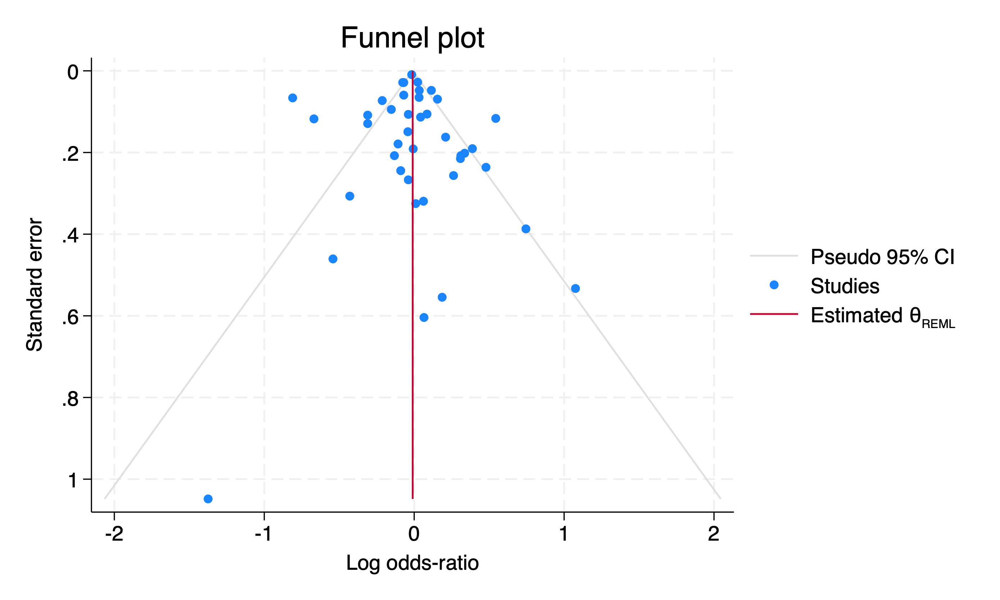 Funnel plot
0
.2
.4
.6
.8
1
Standard error
-2 -1 0 1 2
Log odds-ratio
Pseudo 95% CI
Studies
Estimated θREML